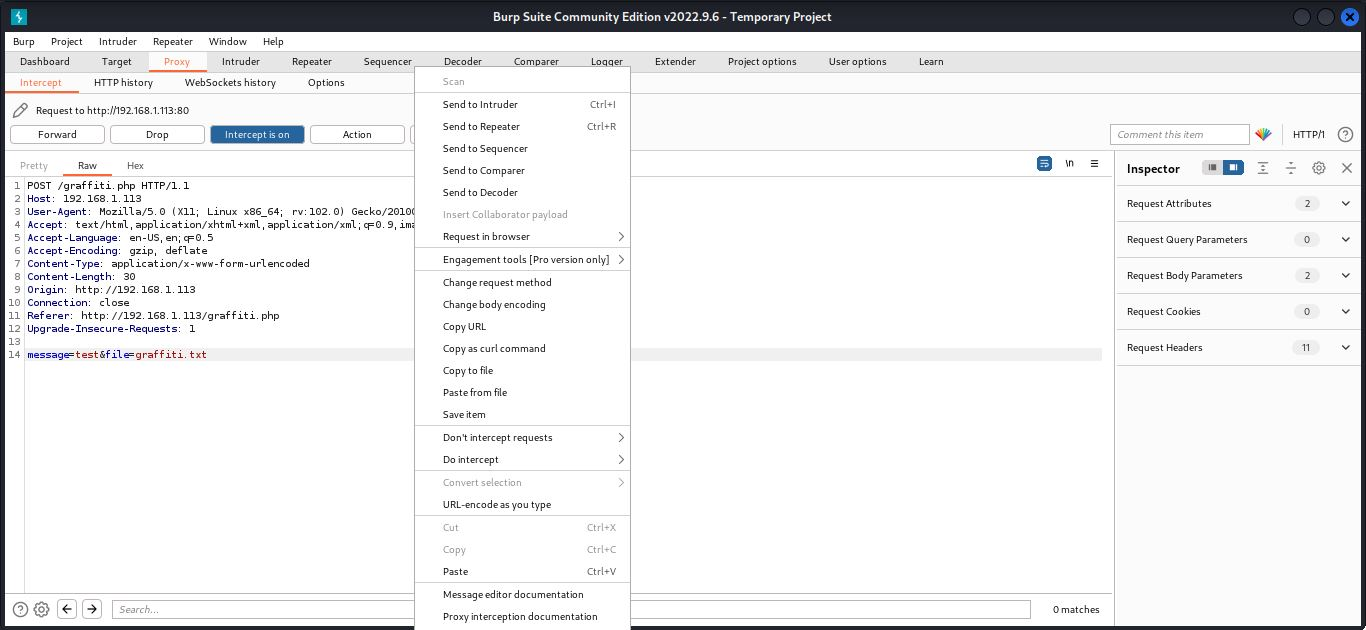 Burp Suite Community Edition v2022.9.6 - Temporary Project
Burp Project Intruder Repeater Window Help
Dashboard Target Proxy Intruder Repeater Sequencer Decoder Comparer Logger Extender Project options User options Learn
Intercept HTTP history WebSockets history Options
Request to http://192.168.1.113:80
Forward Drop Intercept is on Action
Comment this item HTTP/1 ?
Pretty Raw Hex
\n
1 POST /graffiti.php HTTP/1.1
2 Host: 192.168.1.113
3 User-Agent: Mozilla/5.0 (X11; Linux x86_64; rv:102.0) Gecko/2010
4 Accept: text/html,application/xhtml+xml,application/xml;q=0.9,ima
5 Accept-Language: en-US,en;q=0.5
6 Accept-Encoding: gzip, deflate
7 Content-Type: application/x-www-form-urlencoded
8 Content-Length: 30
9 Origin: http://192.168.1.113
10 Connection: close
11 Referer: http://192.168.1.113/graffiti.php
12 Upgrade-Insecure-Requests: 1
13
14 message=test&file=graffiti.txt
Scan
Send to Intruder Ctrl+I
Send to Repeater Ctrl+R
Send to Sequencer
Send to Comparer
Send to Decoder
Insert Collaborator payload
Request in browser
Engagement tools [Pro version only]
Change request method
Change body encoding
Copy URL
Copy as curl command
Copy to file
Paste from file
Save item
Don't intercept requests
Do intercept
Convert selection
URL-encode as you type
Cut Ctrl+X
Copy Ctrl+C
Paste Ctrl+V
Message editor documentation
Proxy interception documentation
Inspector
Request Attributes 2
Request Query Parameters 0
Request Body Parameters 2
Request Cookies 0
Request Headers 11
? Search... 0 matches